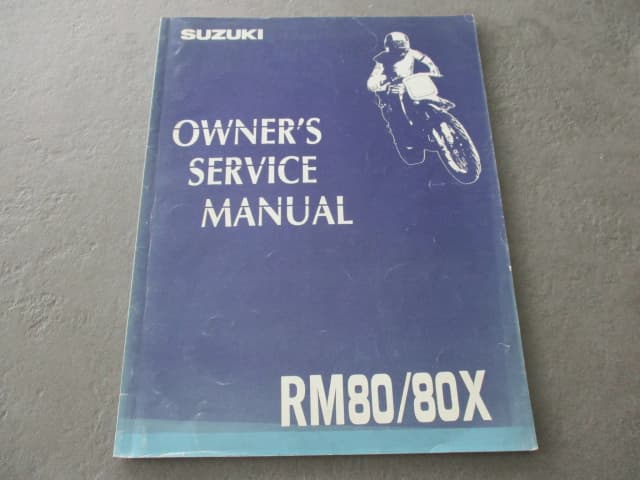 SUZUKI
OWNER'S
SERVICE
MANUAL
RM80/80X